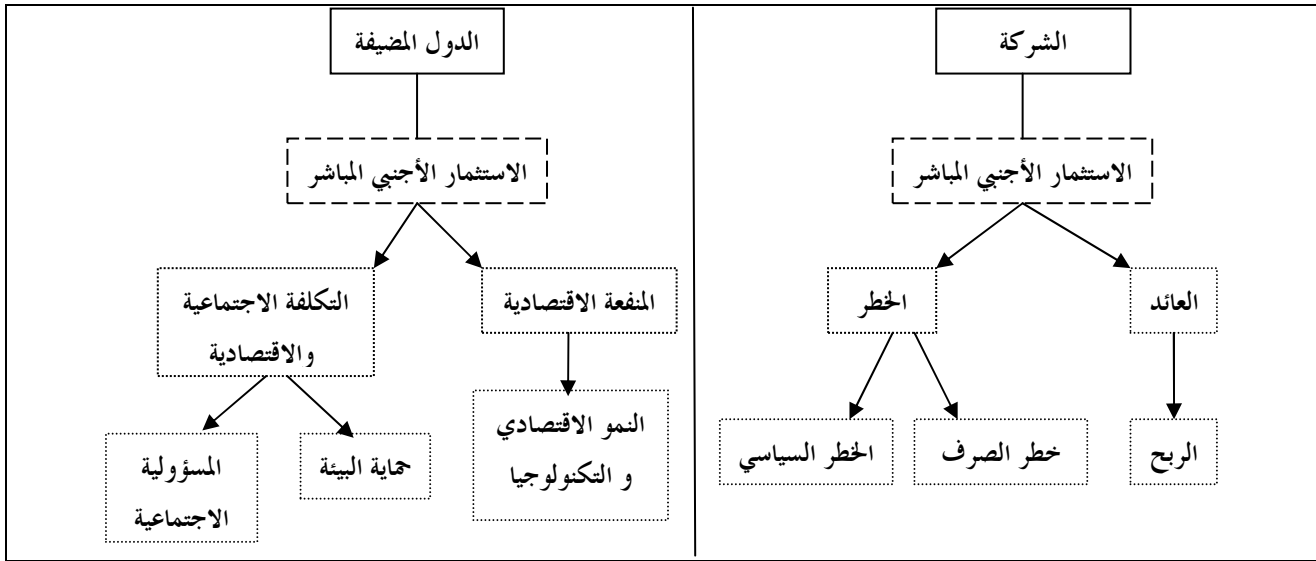 الشركة
الاستثمار الأجنبي المباشر
العائد
الخطر
الربح
خطر الصرف
الخطر السياسي
الدول المضيفة
الاستثمار الأجنبي المباشر
المنفعة الاقتصادية
التكلفة الاجتماعية
والاقتصادية
النمو الاقتصادي
و التكنولوجيا
حماية البيئة
المسؤولية
الاجتماعية